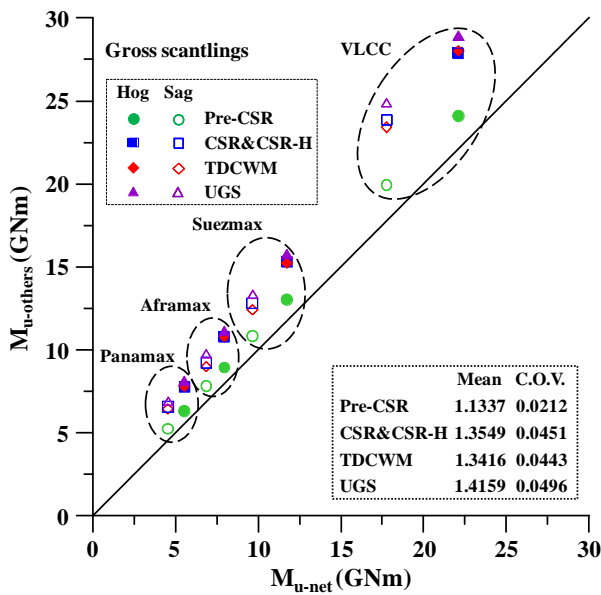 30
25
20
15
10
5
0
M_u-others (GNm)
Gross scantlings
Hog Sag
Pre-CSR
CSR&CSR-H
TDCWM
UGS
VLCC
Suezmax
Aframax
Panamax
Mean C.O.V.
Pre-CSR 1.1337 0.0212
CSR&CSR-H 1.3549 0.0451
TDCWM 1.3416 0.0443
UGS 1.4159 0.0496
0 5 10 15 20 25 30
M_u-net (GNm)